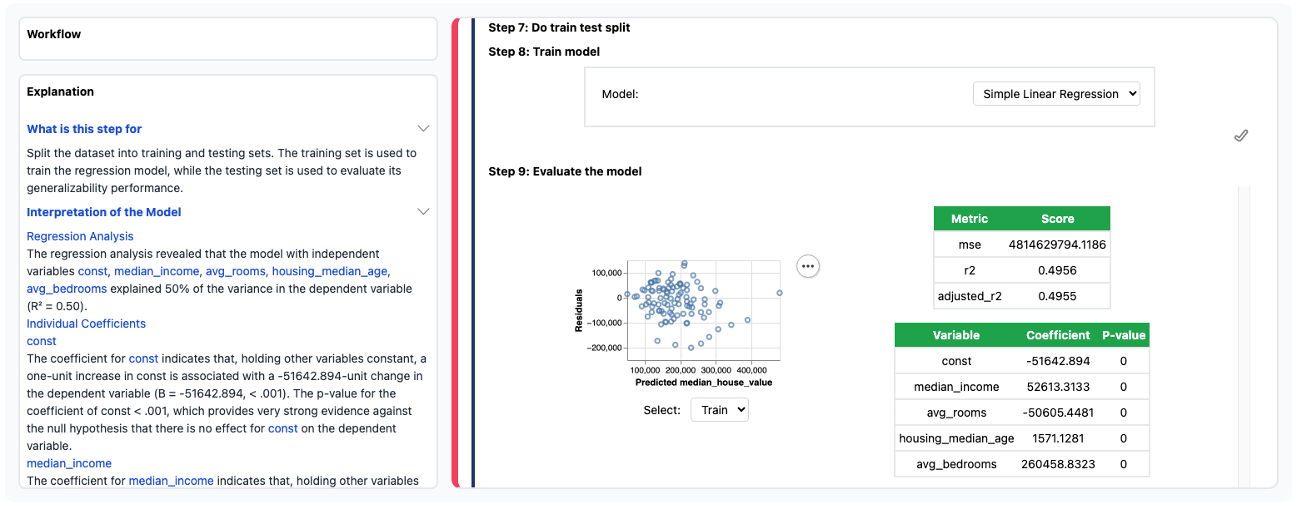 Workflow
Explanation
What is this step for
Split the dataset into training and testing sets. The training set is used to
train the regression model, while the testing set is used to evaluate its
generalizability performance.
Interpretation of the Model
Regression Analysis
The regression analysis revealed that the model with independent
variables const, median_income, avg_rooms, housing_median_age,
avg_bedrooms explained 50% of the variance in the dependent variable
(R² = 0.50).
Individual Coefficients
const
The coefficient for const indicates that, holding other variables constant, a
one-unit increase in const is associated with a -51642.894-unit change in
the dependent variable (B = -51642.894, < .001). The p-value for the
coefficient of const < .001, which provides very strong evidence against
the null hypothesis that there is no effect for const on the dependent
variable.
median_income
The coefficient for median_income indicates that, holding other variables
Step 7: Do train test split
Step 8: Train model
Model: Simple Linear Regression
Step 9: Evaluate the model
Residuals
100,000
0
−100,000
−200,000
100,000 200,000 300,000 400,000
Predicted median_house_value
Select: Train
Metric Score
mse 4814629794.1186
r2 0.4956
adjusted_r2 0.4955
Variable Coefficient P-value
const -51642.894 0
median_income 52613.3133 0
avg_rooms -50605.4481 0
housing_median_age 1571.1281 0
avg_bedrooms 260458.8323 0